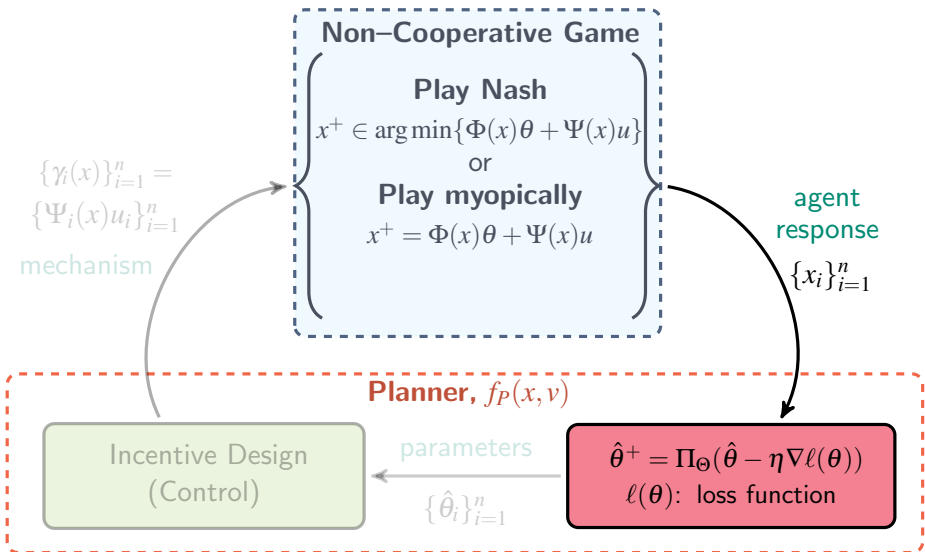 Non–Cooperative Game
Play Nash
x⁺ ∈ arg min{Φ(x)θ + Ψ(x)u}
or
Play myopically
x⁺ = Φ(x)θ + Ψ(x)u
{γᵢ(x)}ⁿᵢ₌₁ =
{Ψᵢ(x)uᵢ}ⁿᵢ₌₁
mechanism
agent
response
{xᵢ}ⁿᵢ₌₁
Planner, f_P(x, v)
Incentive Design
(Control)
parameters
{θ̂ᵢ}ⁿᵢ₌₁
θ̂⁺ = Π_Θ(θ̂ − η∇ℓ(θ))
ℓ(θ): loss function